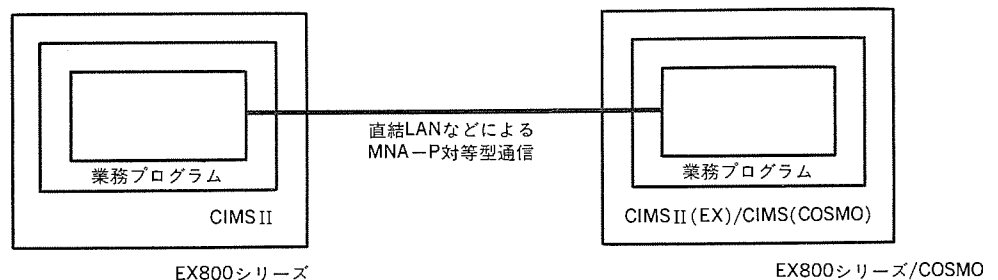 直結LANなどによる
MNA－P対等型通信
業務プログラム
業務プログラム
CIMSⅡ
CIMSⅡ(EX)/CIMS(COSMO)
EX800シリーズ
EX800シリーズ/COSMO